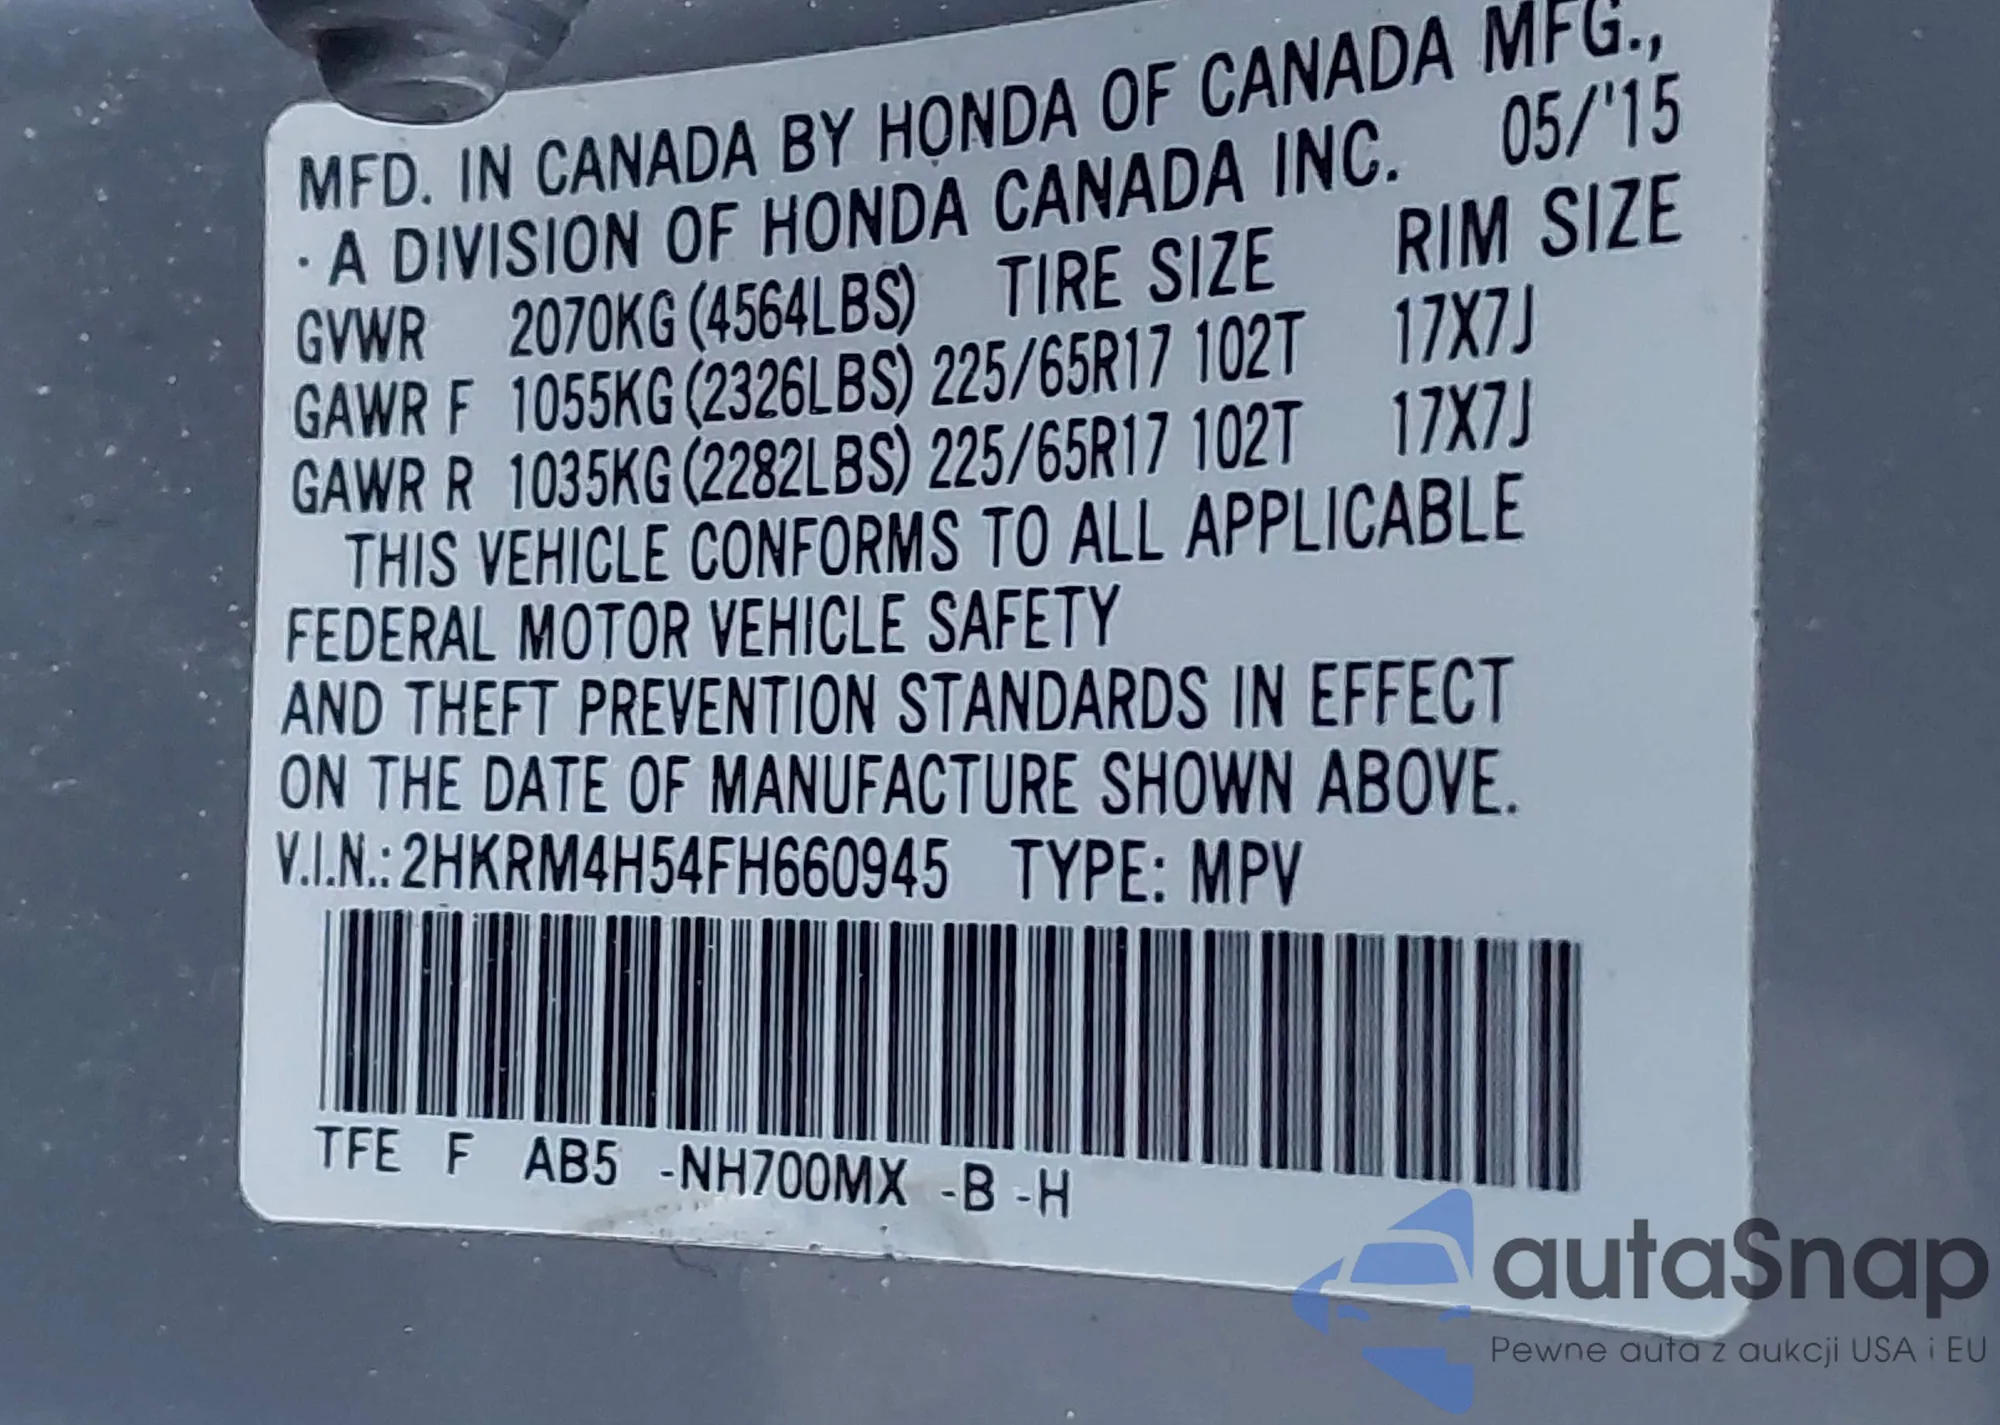 MFD. IN CANADA BY HONDA OF CANADA MFG.,
· A DIVISION OF HONDA CANADA INC. 05/'15
GVWR 2070KG (4564LBS) TIRE SIZE RIM SIZE
GAWR F 1055KG (2326LBS) 225/65R17 102T 17X7J
GAWR R 1035KG (2282LBS) 225/65R17 102T 17X7J
THIS VEHICLE CONFORMS TO ALL APPLICABLE
FEDERAL MOTOR VEHICLE SAFETY
AND THEFT PREVENTION STANDARDS IN EFFECT
ON THE DATE OF MANUFACTURE SHOWN ABOVE.
V.I.N.: 2HKRM4H54FH660945 TYPE: MPV
TFE F AB5 -NH700MX -B -H
autaSnap
Pewne auta z aukcji USA i EU